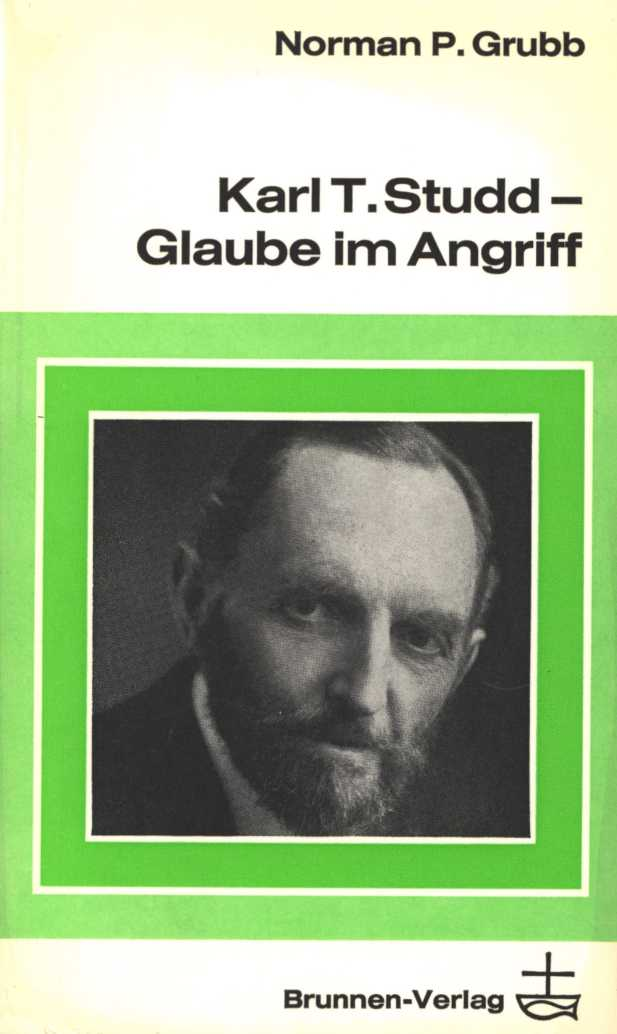 Norman P. Grubb
Karl T. Studd –
Glaube im Angriff
Brunnen-Verlag